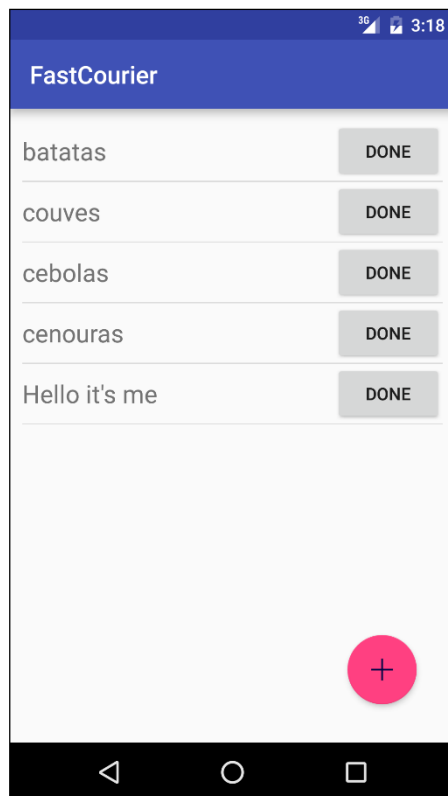 3G 3:18
FastCourier
batatas DONE
couves DONE
cebolas DONE
cenouras DONE
Hello it's me DONE